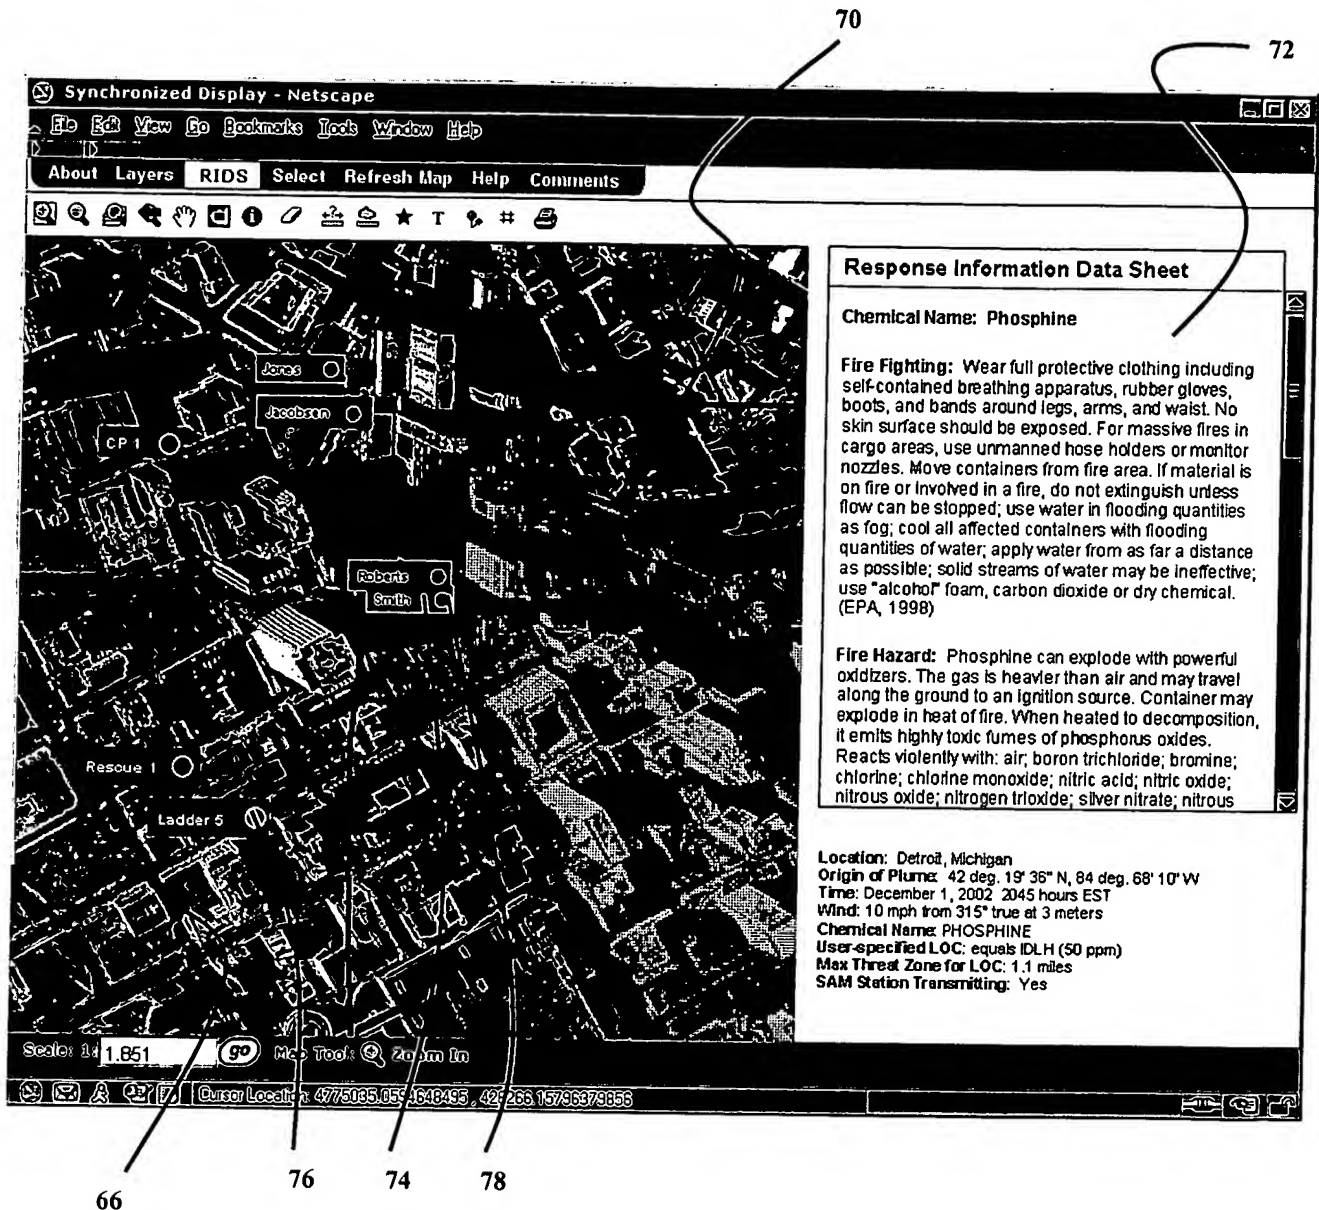 70
72
Synchronized Display - Netscape
File Edit View Go Bookmarks Tools Window Help
About Layers RIDS Select Refresh Map Help Comments
T
Response Information Data Sheet
Chemical Name: Phosphine
Fire Fighting: Wear full protective clothing including
self-contained breathing apparatus, rubber gloves,
boots, and bands around legs, arms, and waist. No
skin surface should be exposed. For massive fires in
cargo areas, use unmanned hose holders or monitor
nozzles. Move containers from fire area. If material is
on fire or involved in a fire, do not extinguish unless
flow can be stopped; use water in flooding quantities
as fog; cool all affected containers with flooding
quantities of water; apply water from as far a distance
as possible; solid streams of water may be ineffective;
use "alcohol" foam, carbon dioxide or dry chemical.
(EPA, 1998)
Fire Hazard: Phosphine can explode with powerful
oxidizers. The gas is heavier than air and may travel
along the ground to an ignition source. Container may
explode in heat of fire. When heated to decomposition,
it emits highly toxic fumes of phosphorus oxides.
Reacts violently with: air; boron trichloride; bromine;
chlorine; chlorine monoxide; nitric acid; nitric oxide;
nitrous oxide; nitrogen trioxide; silver nitrate; nitrous
Jones
Jacobsen
CP 1
Roberts
Smith
Rescue 1
Ladder 5
Location: Detroit, Michigan
Origin of Plume: 42 deg. 19' 36" N, 84 deg. 68' 10" W
Time: December 1, 2002 2045 hours EST
Wind: 10 mph from 315° true at 3 meters
Chemical Name: PHOSPHINE
User-specified LOC: equals IDLH (50 ppm)
Max Threat Zone for LOC: 1.1 miles
SAM Station Transmitting: Yes
Scale: 1: 1.851 go Map Tool: Zoom In
Cursor Location:
76
74
78
66